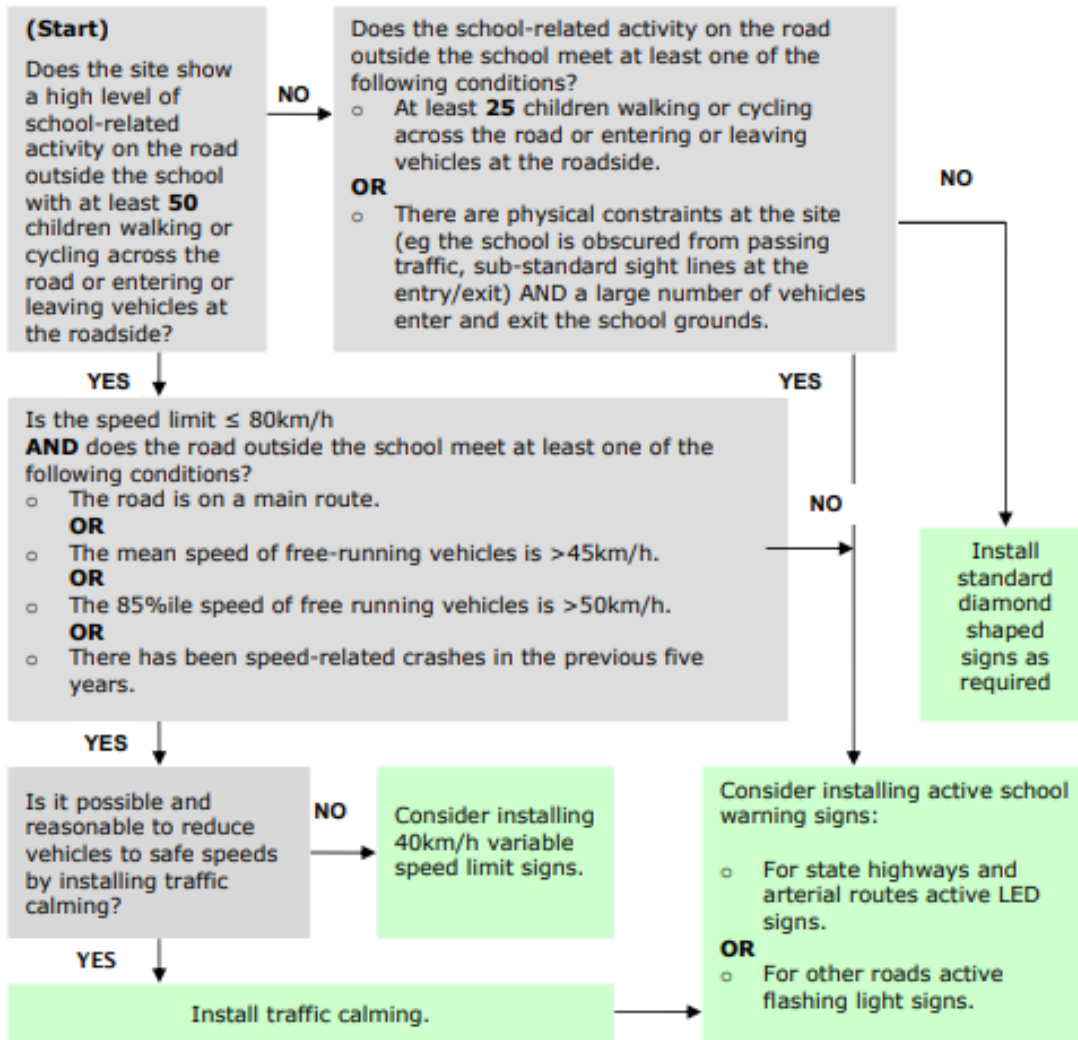 (Start)
Does the site show
a high level of
school-related
activity on the road
outside the school
with at least 50
children walking or
cycling across the
road or entering or
leaving vehicles at
the roadside?
NO
Does the school-related activity on the road
outside the school meet at least one of the
following conditions?
o At least 25 children walking or cycling
across the road or entering or leaving
vehicles at the roadside.
OR
o There are physical constraints at the site
(eg the school is obscured from passing
traffic, sub-standard sight lines at the
entry/exit) AND a large number of vehicles
enter and exit the school grounds.
NO
YES
YES
Is the speed limit ≤ 80km/h
AND does the road outside the school meet at least one of the
following conditions?
o The road is on a main route.
OR
o The mean speed of free-running vehicles is >45km/h.
OR
o The 85%ile speed of free running vehicles is >50km/h.
OR
o There has been speed-related crashes in the previous five
years.
NO
Install
standard
diamond
shaped
signs as
required
YES
Is it possible and
reasonable to reduce
vehicles to safe speeds
by installing traffic
calming?
NO
Consider installing
40km/h variable
speed limit signs.
Consider installing active school
warning signs:
o For state highways and
arterial routes active LED
signs.
OR
o For other roads active
flashing light signs.
YES
Install traffic calming.